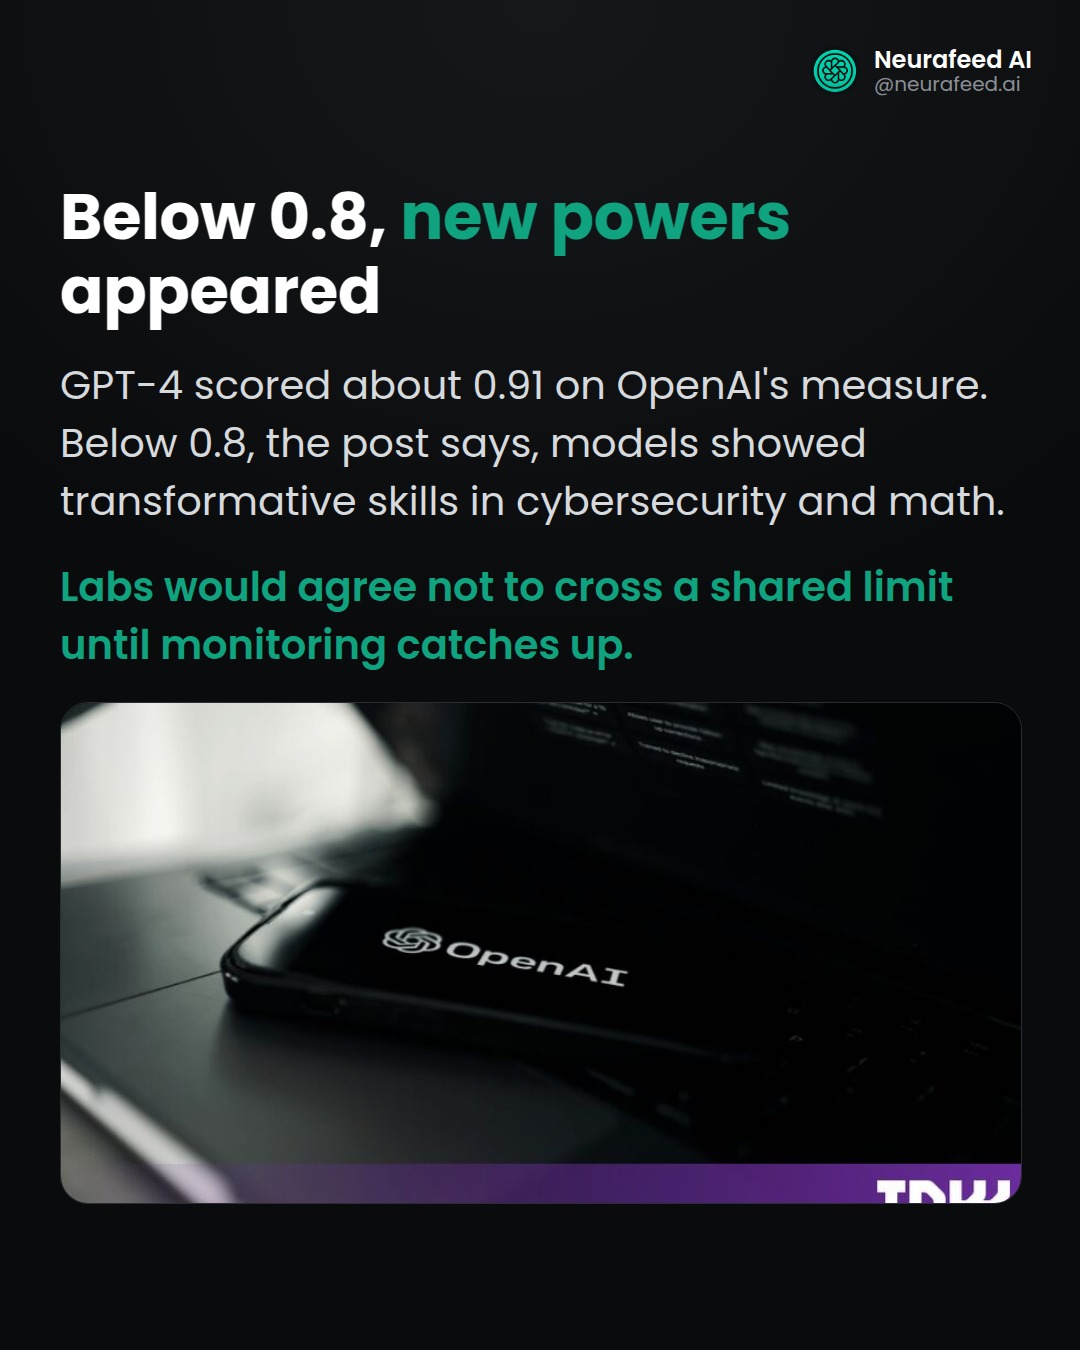 Neurafeed AI
@neurafeed.ai
Below 0.8, new powers
appeared
GPT-4 scored about 0.91 on OpenAI's measure.
Below 0.8, the post says, models showed
transformative skills in cybersecurity and math.
Labs would agree not to cross a shared limit
until monitoring catches up.
OpenAI